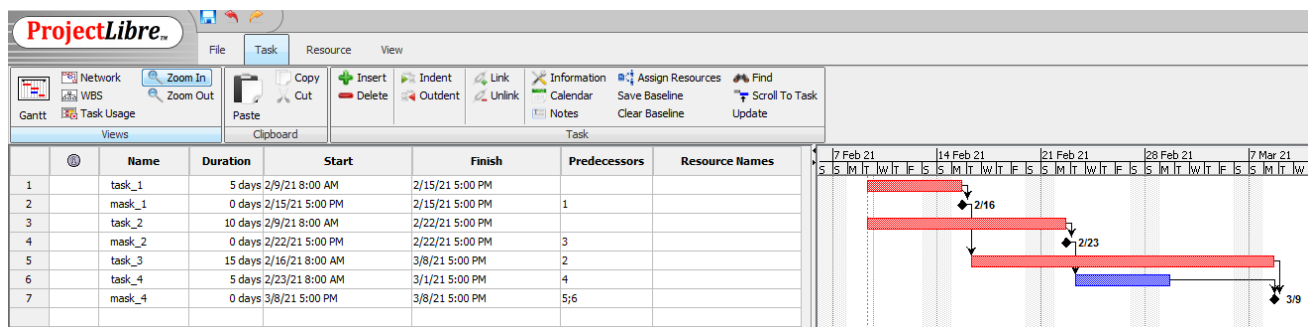 ProjectLibre™
File Task Resource View
Network Zoom In Copy Insert Indent Link Information Assign Resources Find
WBS Zoom Out Cut Delete Outdent Unlink Calendar Save Baseline Scroll To Task
Gantt Task Usage Paste Notes Clear Baseline Update
Views Clipboard Task
Name Duration Start Finish Predecessors Resource Names 7 Feb 21 14 Feb 21 21 Feb 21 28 Feb 21 7 Mar 21
S S M T W T F S S M T W T F S S M T W T F S S M T W T F S S M T W
1 task_1 5 days 2/9/21 8:00 AM 2/15/21 5:00 PM
2 mask_1 0 days 2/15/21 5:00 PM 2/15/21 5:00 PM 1 2/16
3 task_2 10 days 2/9/21 8:00 AM 2/22/21 5:00 PM
4 mask_2 0 days 2/22/21 5:00 PM 2/22/21 5:00 PM 3 2/23
5 task_3 15 days 2/16/21 8:00 AM 3/8/21 5:00 PM 2
6 task_4 5 days 2/23/21 8:00 AM 3/1/21 5:00 PM 4
7 mask_4 0 days 3/8/21 5:00 PM 3/8/21 5:00 PM 5;6 3/9